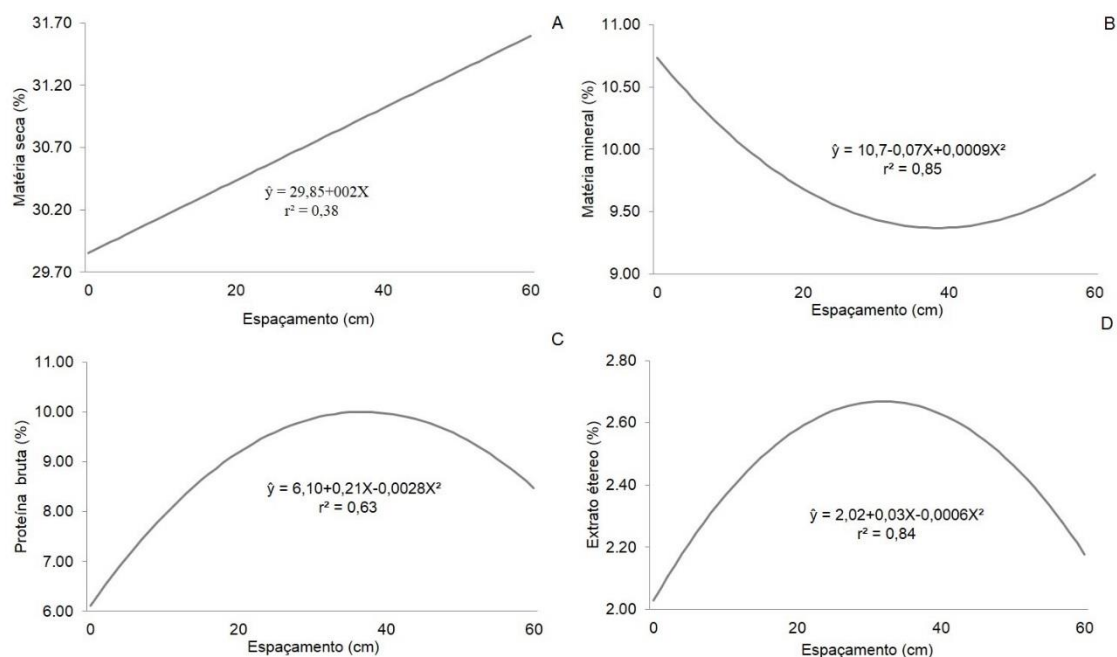 A
31.70
31.20
30.70
30.20
29.70
Matéria seca (%)
ŷ = 29,85+002X
r² = 0,38
0 20 40 60
Espaçamento (cm)
B
11.00
10.50
10.00
9.50
9.00
Matéria mineral (%)
ŷ = 10,7-0,07X+0,0009X²
r² = 0,85
0 20 40 60
Espaçamento (cm)
C
11.00
10.00
9.00
8.00
7.00
6.00
Proteína bruta (%)
ŷ = 6,10+0,21X-0,0028X²
r² = 0,63
0 20 40 60
Espaçamento (cm)
D
2.80
2.60
2.40
2.20
2.00
Extrato étereo (%)
ŷ = 2,02+0,03X-0,0006X²
r² = 0,84
0 20 40 60
Espaçamento (cm)